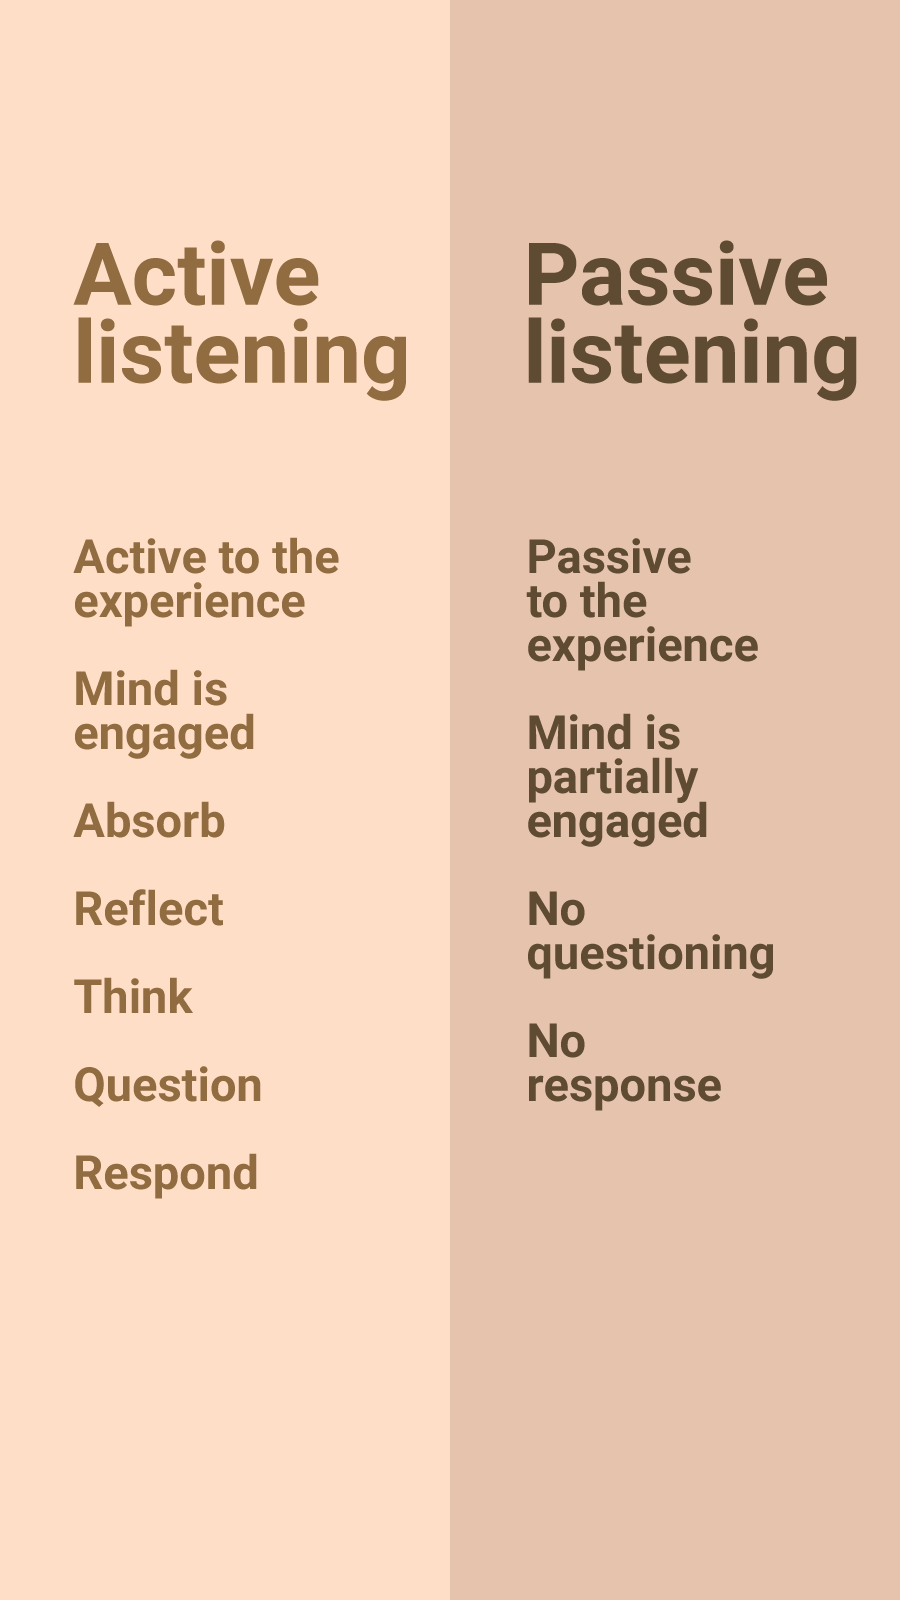 Active
listening
Active to the
experience
Mind is
engaged
Absorb
Reflect
Think
Question
Respond
Passive
listening
Passive
to the
experience
Mind is
partially
engaged
No
questioning
No
response